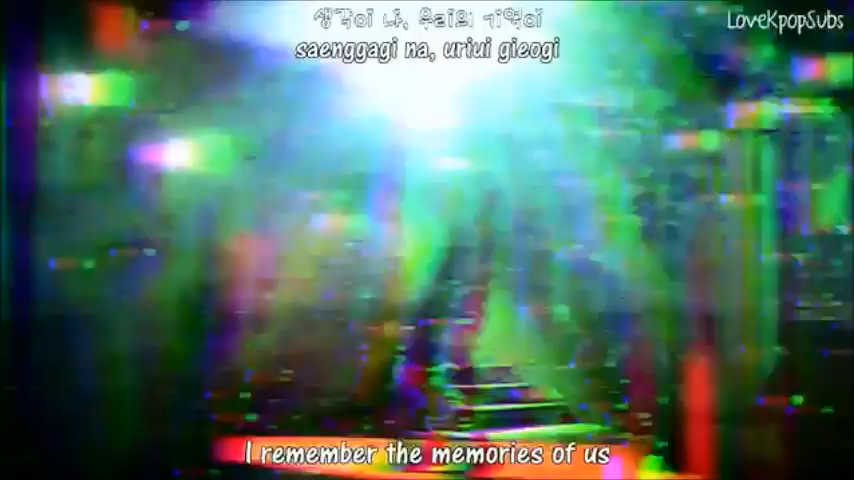 생각이 나, 우리의 기억이
LoveKpopSubs
saenggagi na, uriui gieogi
I remember the memories of us